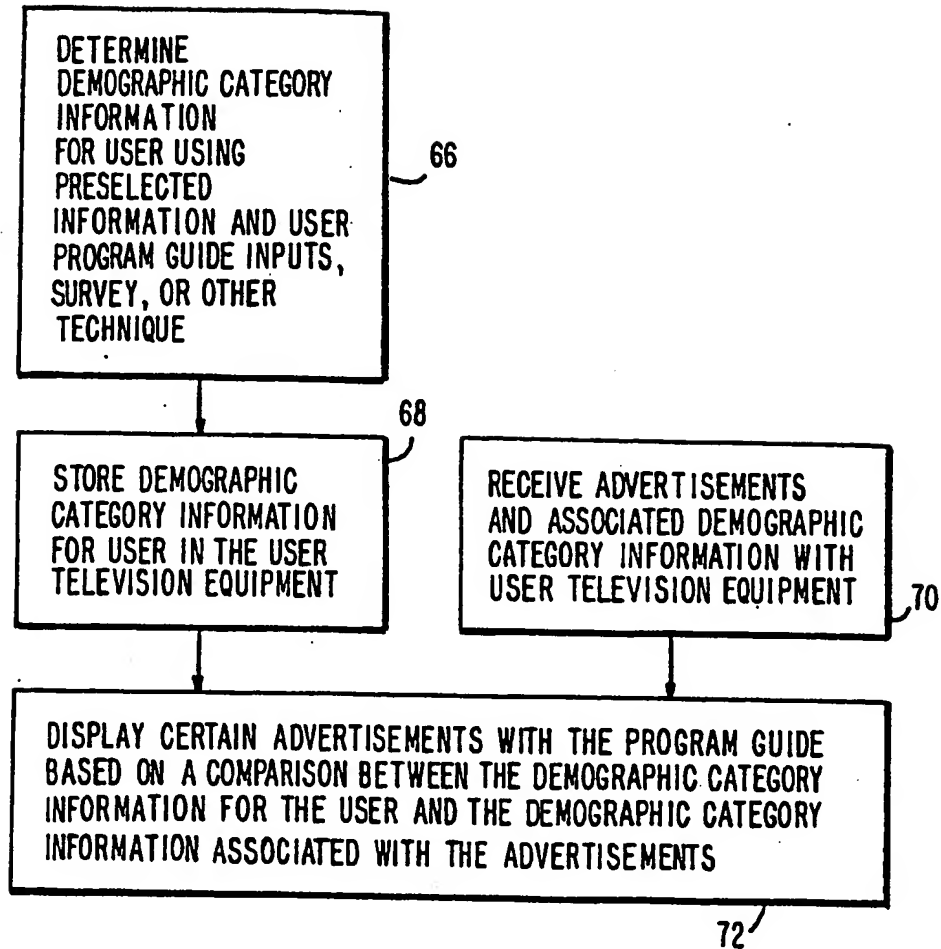 DETERMINE
DEMOGRAPHIC CATEGORY
INFORMATION
FOR USER USING
PRESELECTED
INFORMATION AND USER
PROGRAM GUIDE INPUTS,
SURVEY, OR OTHER
TECHNIQUE
66
68
STORE DEMOGRAPHIC
CATEGORY INFORMATION
FOR USER IN THE USER
TELEVISION EQUIPMENT
RECEIVE ADVERTISEMENTS
AND ASSOCIATED DEMOGRAPHIC
CATEGORY INFORMATION WITH
USER TELEVISION EQUIPMENT
70
DISPLAY CERTAIN ADVERTISEMENTS WITH THE PROGRAM GUIDE
BASED ON A COMPARISON BETWEEN THE DEMOGRAPHIC CATEGORY
INFORMATION FOR THE USER AND THE DEMOGRAPHIC CATEGORY
INFORMATION ASSOCIATED WITH THE ADVERTISEMENTS
72